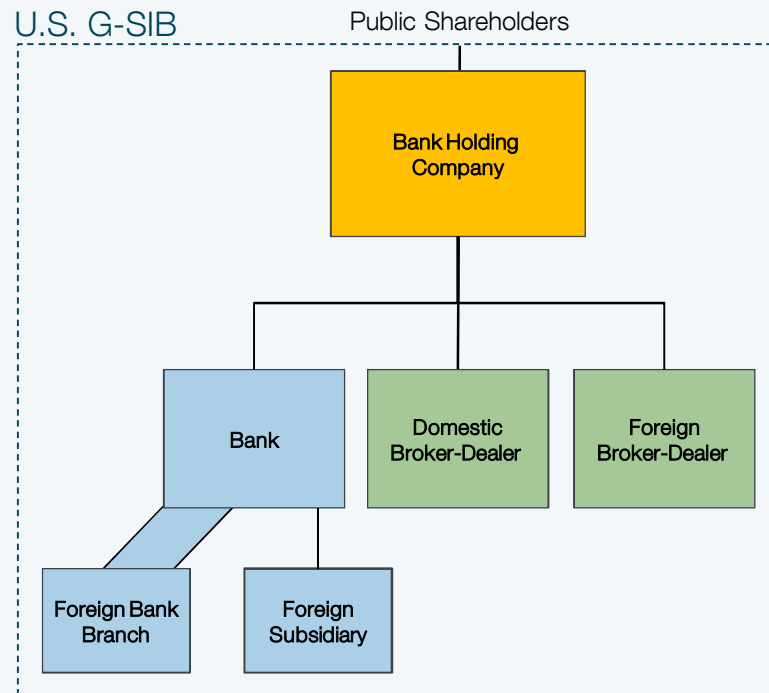 U.S. G-SIB
Public Shareholders
Bank Holding
Company
Bank
Domestic
Broker-Dealer
Foreign
Broker-Dealer
Foreign Bank
Branch
Foreign
Subsidiary